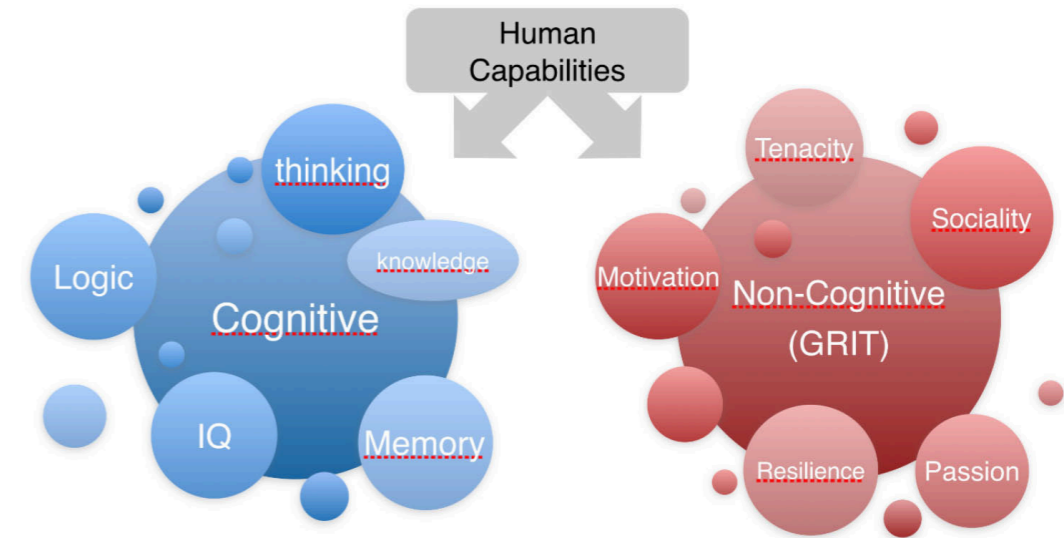 Human
Capabilities
thinking
knowledge
Logic
Cognitive
IQ
Memory
Tenacity
Sociality
Motivation
Non-Cognitive
(GRIT)
Resilience
Passion